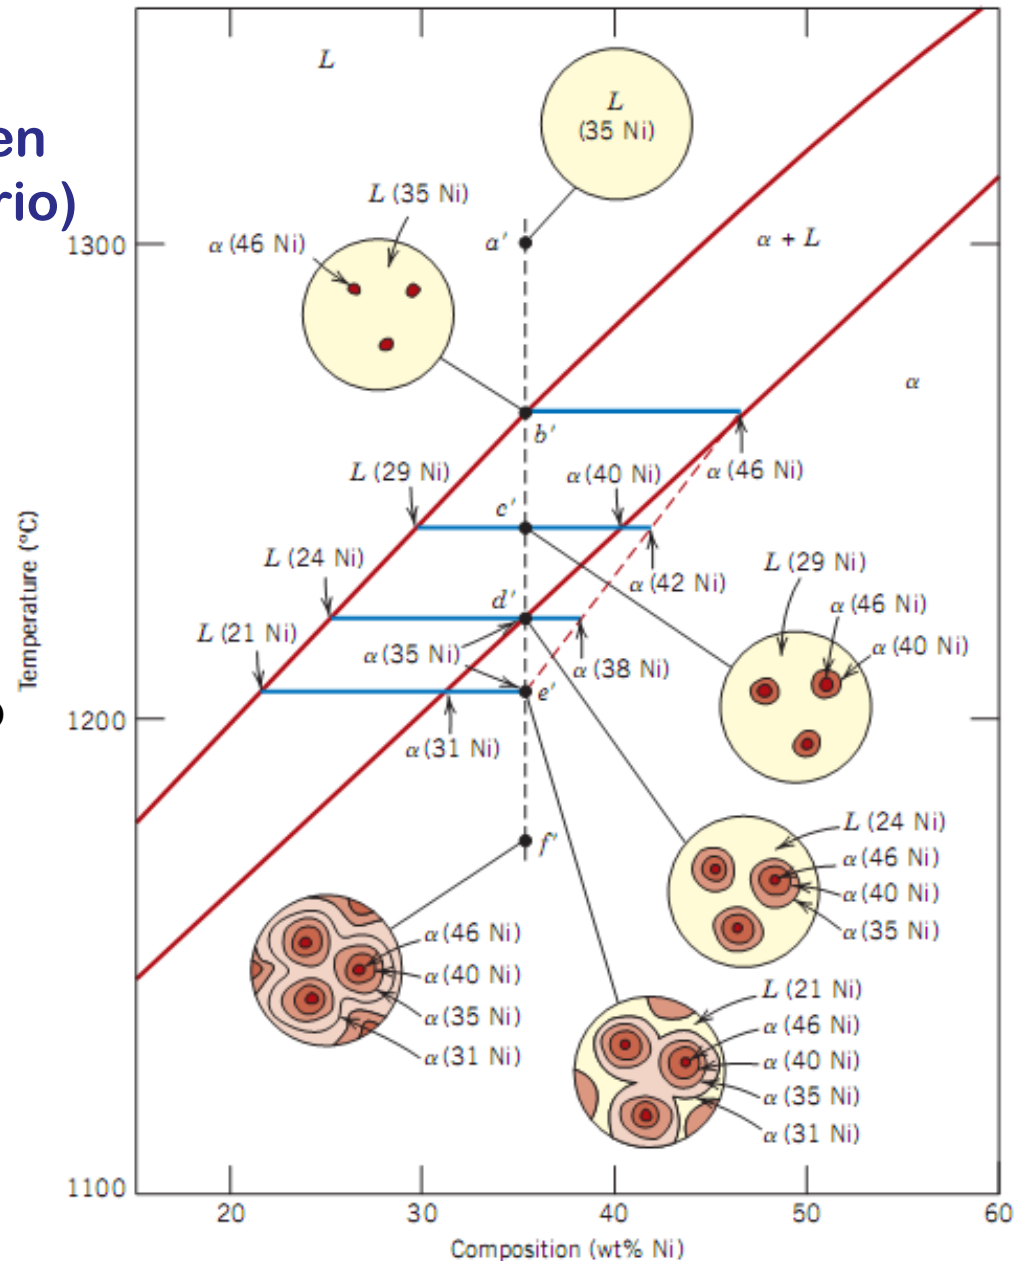 en
rio)
L
L
(35 Ni)
L (35 Ni)
α (46 Ni)
1300
a′
α + L
α
b′
L (29 Ni)
α (40 Ni)
α (46 Ni)
c′
L (24 Ni)
α (42 Ni)
L (29 Ni)
d′
α (46 Ni)
L (21 Ni)
α (40 Ni)
α (35 Ni)
α (38 Ni)
e′
1200
α (31 Ni)
Temperature (°C)
f′
L (24 Ni)
α (46 Ni)
α (40 Ni)
α (35 Ni)
α (46 Ni)
α (40 Ni)
α (35 Ni)
α (31 Ni)
L (21 Ni)
α (46 Ni)
α (40 Ni)
α (35 Ni)
α (31 Ni)
1100
20 30 40 50 60
Composition (wt% Ni)